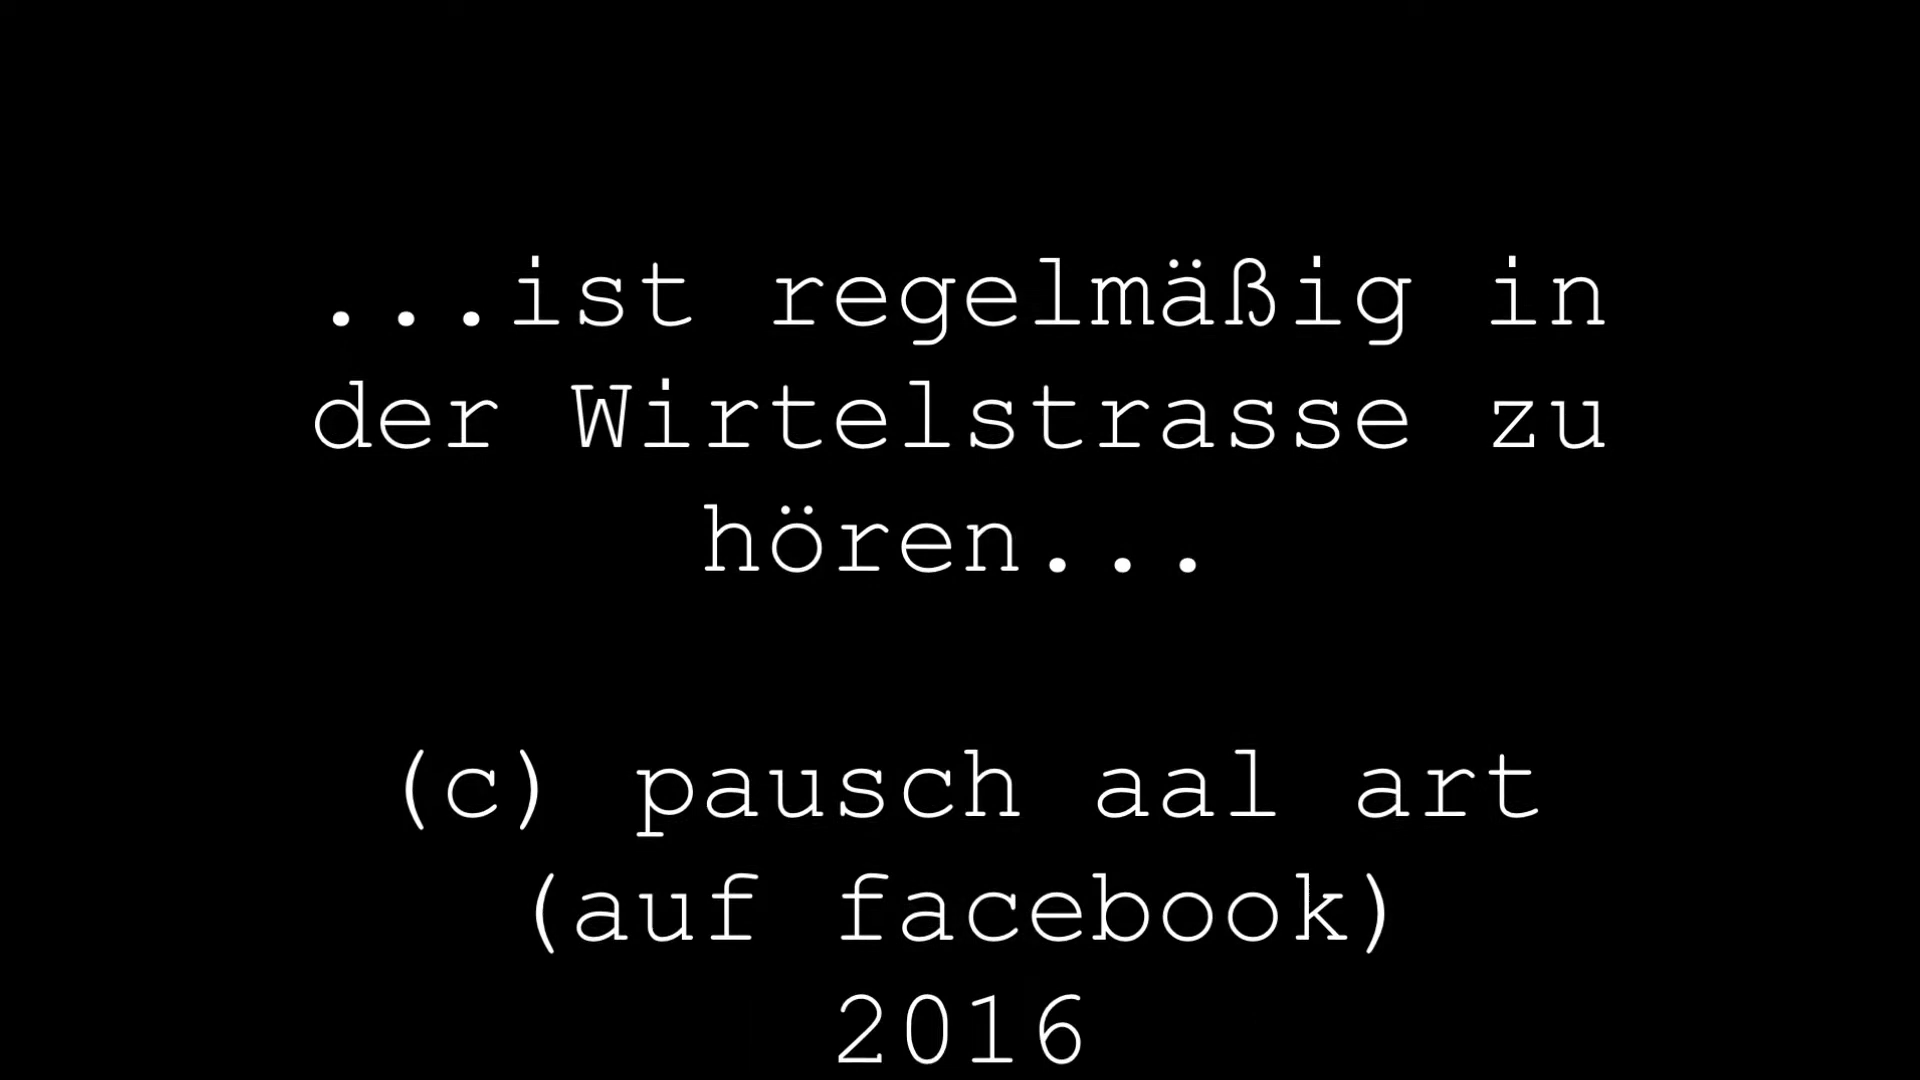 ...ist regelmäßig in
der Wirtelstrasse zu
hören...
(c) pausch aal art
(auf facebook)
2016